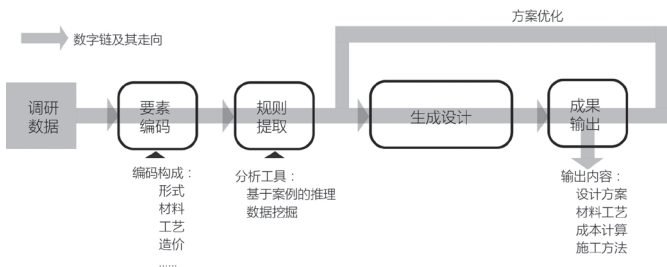 方案优化
数字链及其走向
调研
数据
要素
编码
规则
提取
生成设计
成果
输出
编码构成：
形式
材料
工艺
造价
……
分析工具：
基于案例的推理
数据挖掘
输出内容：
设计方案
材料工艺
成本计算
施工方法